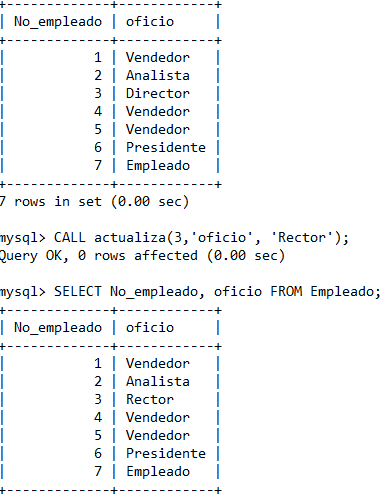 +-------------+------------+
| No_empleado | oficio     |
+-------------+------------+
|           1 | Vendedor   |
|           2 | Analista   |
|           3 | Director   |
|           4 | Vendedor   |
|           5 | Vendedor   |
|           6 | Presidente |
|           7 | Empleado   |
+-------------+------------+
7 rows in set (0.00 sec)
mysql> CALL actualiza(3,'oficio', 'Rector');
Query OK, 0 rows affected (0.00 sec)
mysql> SELECT No_empleado, oficio FROM Empleado;
+-------------+------------+
| No_empleado | oficio     |
+-------------+------------+
|           1 | Vendedor   |
|           2 | Analista   |
|           3 | Rector     |
|           4 | Vendedor   |
|           5 | Vendedor   |
|           6 | Presidente |
|           7 | Empleado   |
+-------------+------------+